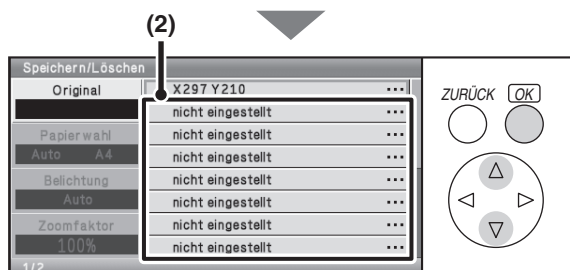 (2)
Speichern/Löschen
Original
X297 Y210 ...
nicht eingestellt ...
nicht eingestellt ...
Papierwahl
Auto A4
nicht eingestellt ...
Belichtung
Auto
nicht eingestellt ...
nicht eingestellt ...
Zoomfaktor
100%
nicht eingestellt ...
nicht eingestellt ...
1/2
ZURÜCK OK